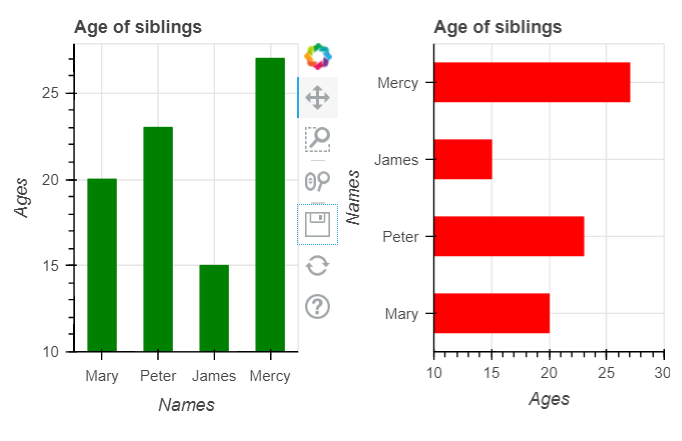 Age of siblings
Ages
25
20
15
10
Mary Peter James Mercy
Names
?
Age of siblings
Names
Mercy
James
Peter
Mary
10 15 20 25 30
Ages